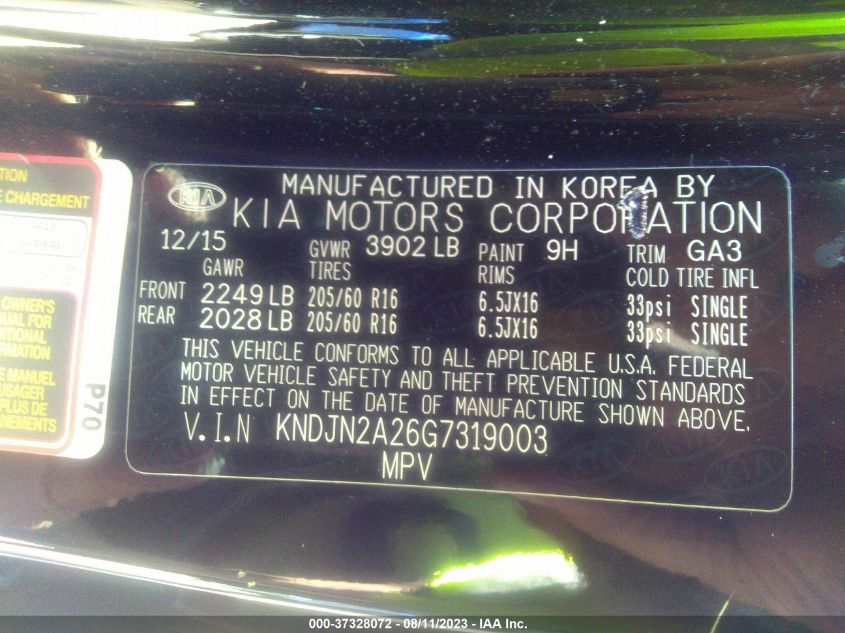 TION
E CHARGEMENT
OWNER'S
UAL FOR
ITIONAL
RMATION
E MANUEL
USAGER
PLUS DE
NEMENTS
P70
KIA
MANUFACTURED IN KOREA BY
KIA MOTORS CORPORATION
12/15 GVWR 3902 LB PAINT 9H TRIM GA3
GAWR TIRES RIMS COLD TIRE INFL
FRONT 2249 LB 205/60 R16 6.5JX16 33psi SINGLE
REAR 2028 LB 205/60 R16 6.5JX16 33psi SINGLE
THIS VEHICLE CONFORMS TO ALL APPLICABLE U.S.A. FEDERAL
MOTOR VEHICLE SAFETY AND THEFT PREVENTION STANDARDS
IN EFFECT ON THE DATE OF MANUFACTURE SHOWN ABOVE.
V.I.N KNDJN2A26G7319003
MPV
000-37328072 - 08/11/2023 - IAA Inc.